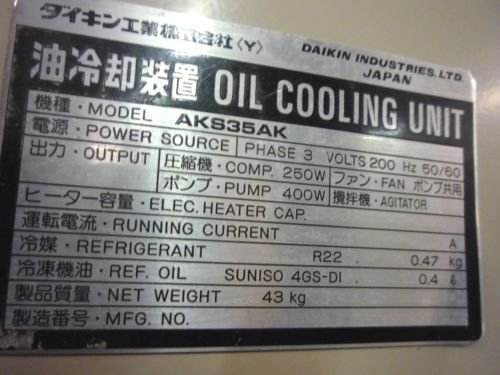 ダイキン工業株式会社〈Y〉 DAIKIN INDUSTRIES, LTD.
JAPAN
油冷却装置 OIL COOLING UNIT
機種・MODEL AKS35AK
電源・POWER SOURCE PHASE 3 VOLTS 200 Hz 50/60
出力・OUTPUT 圧縮機・COMP. 250W ファン・FAN ポンプ共用
ポンプ・PUMP 400W 攪拌機・AGITATOR
ヒーター容量・ELEC. HEATER CAP.
運転電流・RUNNING CURRENT A
冷媒・REFRIGERANT R22 . 0.47 kg
冷凍機油・REF. OIL SUNISO 4GS-DI . 0.4 ℓ
製品質量・NET WEIGHT 43 kg
製造番号・MFG. NO.